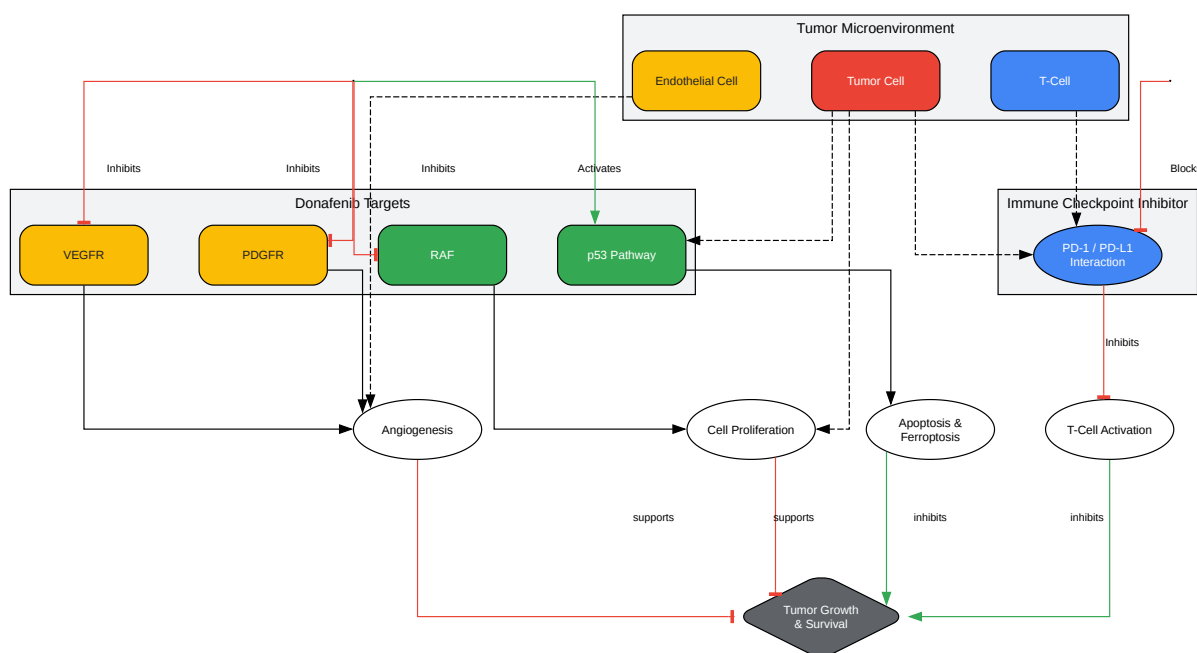 Tumor Microenvironment
Endothelial Cell
Tumor Cell
T-Cell
Inhibits
Inhibits
Inhibits
Activates
Blocks
Donafenib Targets
Immune Checkpoint Inhibitor
VEGFR
PDGFR
RAF
p53 Pathway
PD-1 / PD-L1
Interaction
Inhibits
Angiogenesis
Cell Proliferation
Apoptosis &
Ferroptosis
T-Cell Activation
supports
supports
inhibits
inhibits
Tumor Growth
& Survival